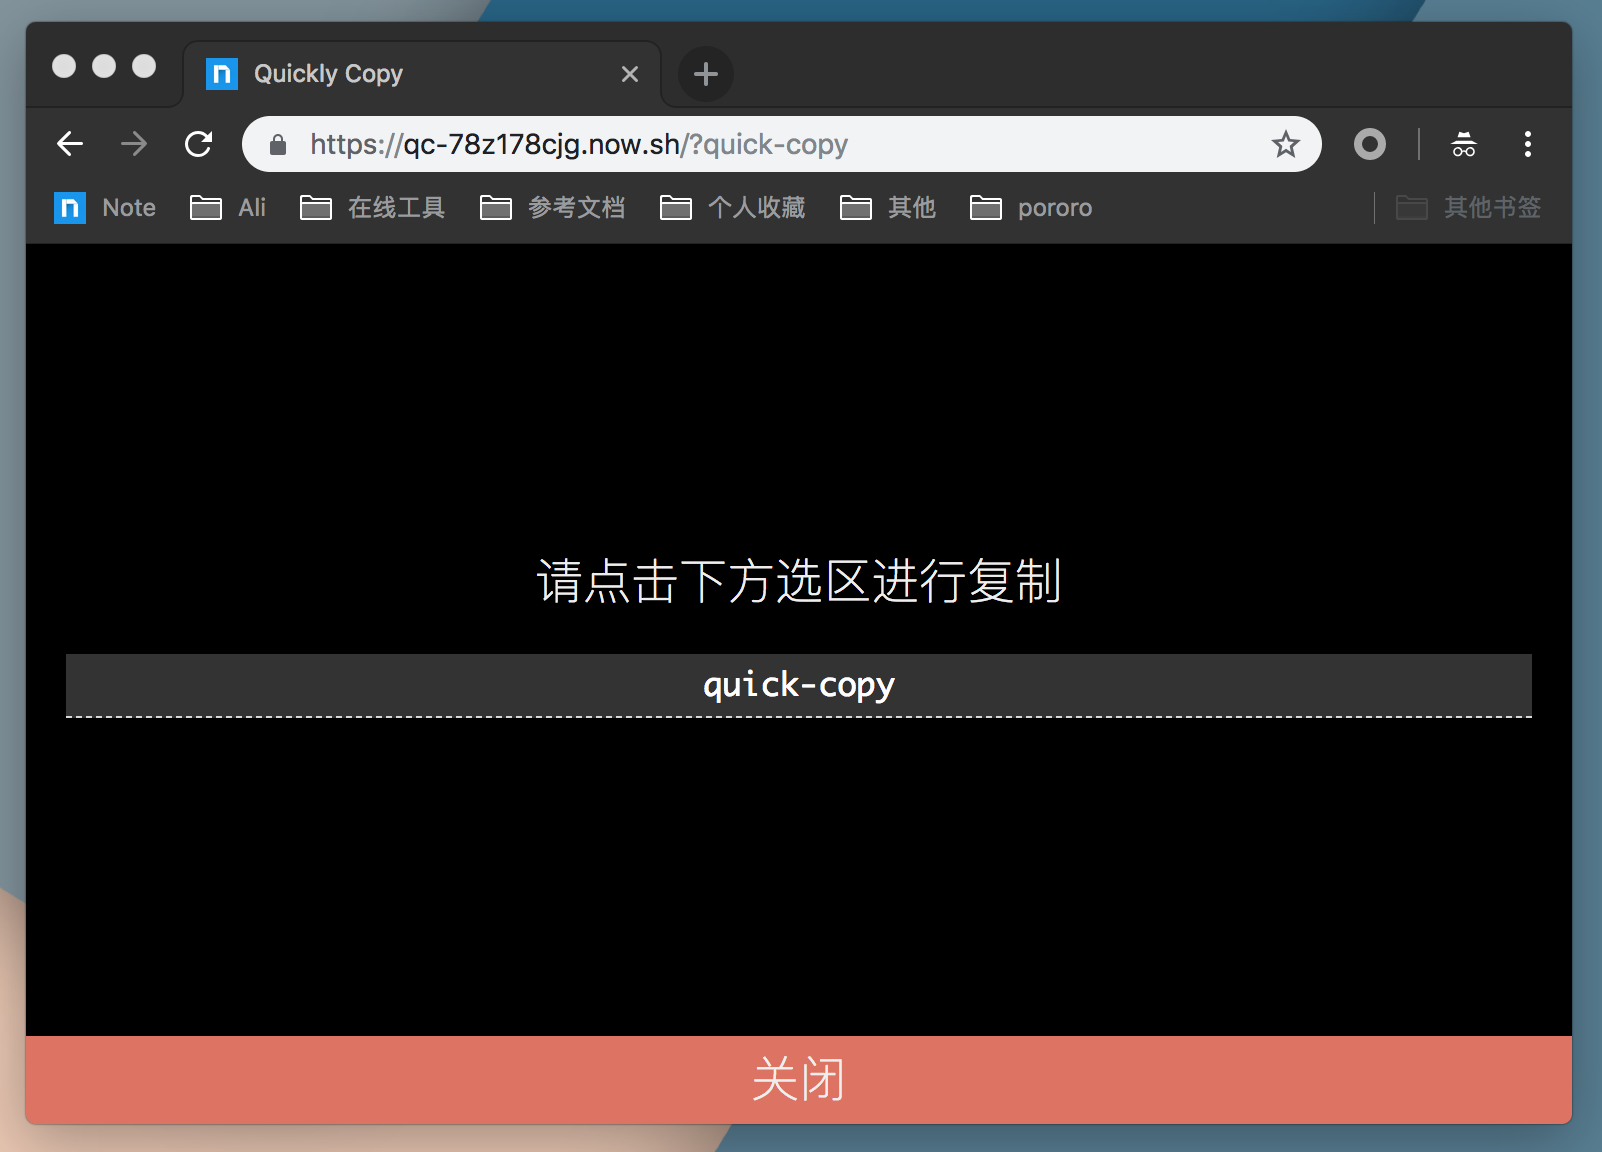 Quickly Copy
https://qc-78z178cjg.now.sh/?quick-copy
Note Ali 在线工具 参考文档 个人收藏 其他 pororo 其他书签
请点击下方选区进行复制
quick-copy
关闭